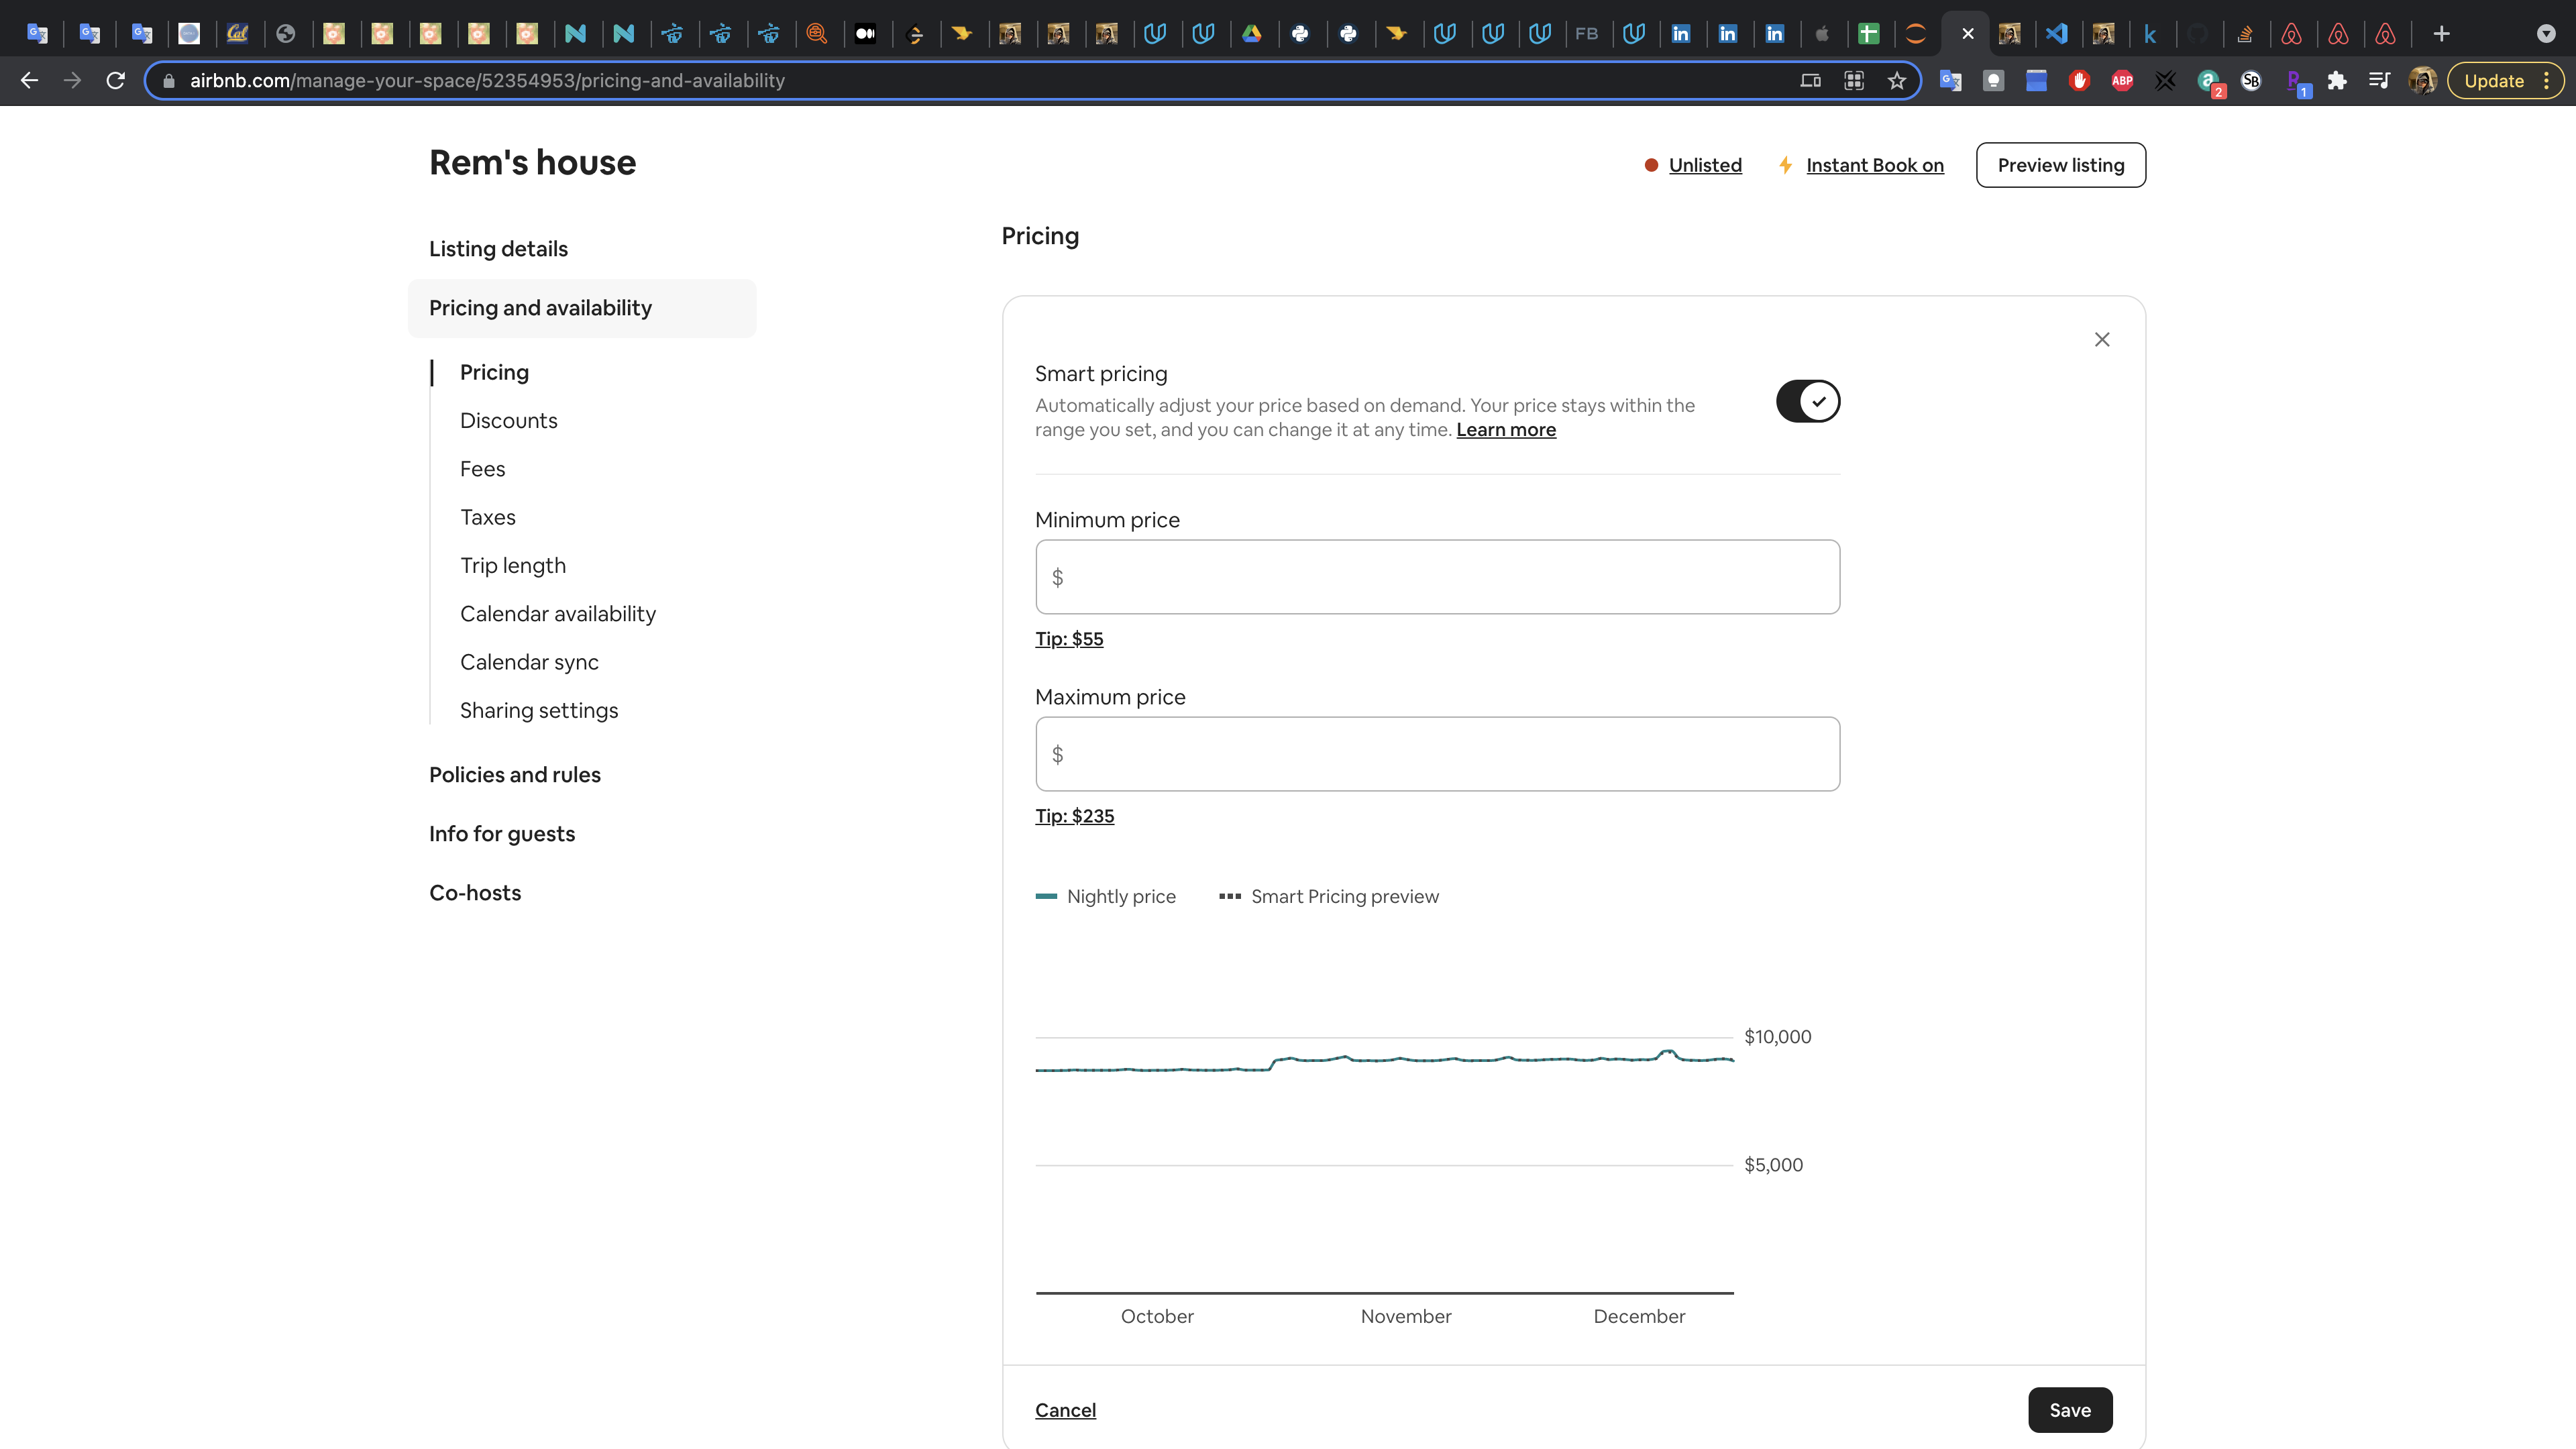 FB
airbnb.com/manage-your-space/52354953/pricing-and-availability
ABP
2
SB
1
Update
Rem's house
Unlisted
Instant Book on
Preview listing
Listing details
Pricing and availability
Pricing
Discounts
Fees
Taxes
Trip length
Calendar availability
Calendar sync
Sharing settings
Policies and rules
Info for guests
Co-hosts
Pricing
Smart pricing
Automatically adjust your price based on demand. Your price stays within the
range you set, and you can change it at any time. Learn more
Minimum price
$
Tip: $55
Maximum price
$
Tip: $235
Nightly price
Smart Pricing preview
$10,000
$5,000
October
November
December
Cancel
Save